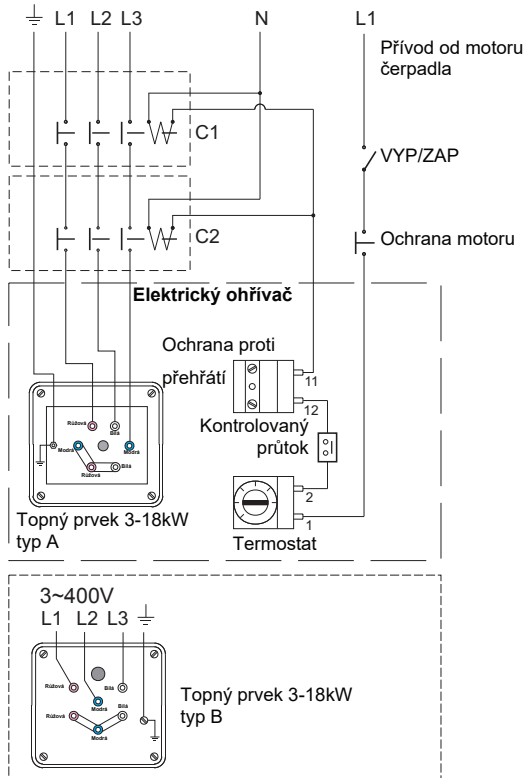 L1 L2 L3 N L1
Přívod od motoru
čerpadla
C1
VYP/ZAP
C2
Ochrana motoru
Elektrický ohřívač
Ochrana proti
přehřátí
11
12
Kontrolovaný
průtok
2
1
Termostat
Růžová Bílá
Modrá Modrá
Růžová Bílá
Topný prvek 3-18kW
typ A
3~400V
L1 L2 L3
Růžová Bílá
Modrá
Růžová Bílá
Modrá
Topný prvek 3-18kW
typ B